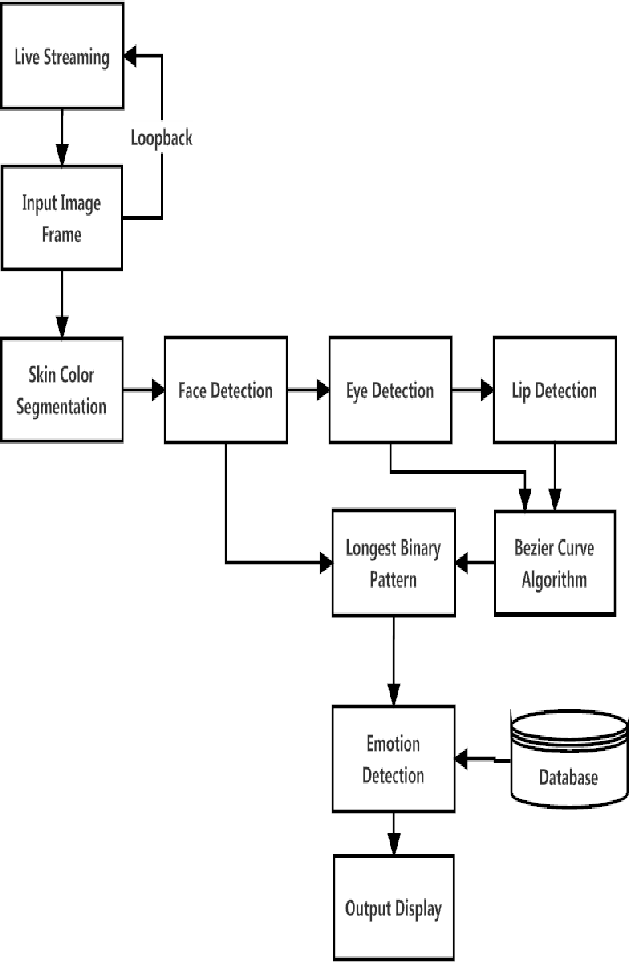 Live Streaming
Loopback
Input Image
Frame
Skin Color
Segmentation
Face Detection
Eye Detection
Lip Detection
Longest Binary
Pattern
Bezier Curve
Algorithm
Emotion
Detection
Database
Output Display